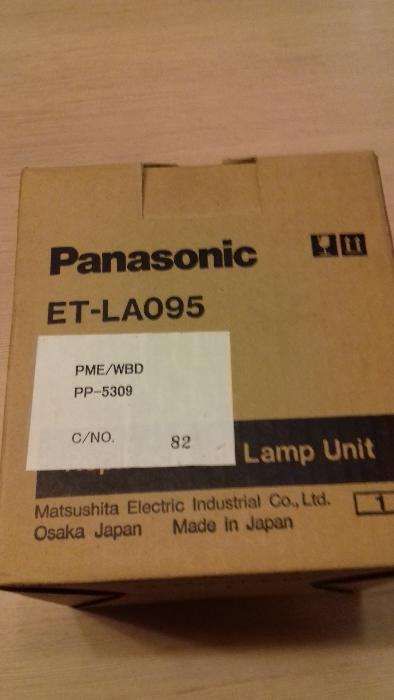 Panasonic
ET-LA095
PME/WBD
PP-5309
C/NO. 82
Lamp Unit
Matsushita Electric Industrial Co., Ltd.
1
Osaka Japan Made in Japan